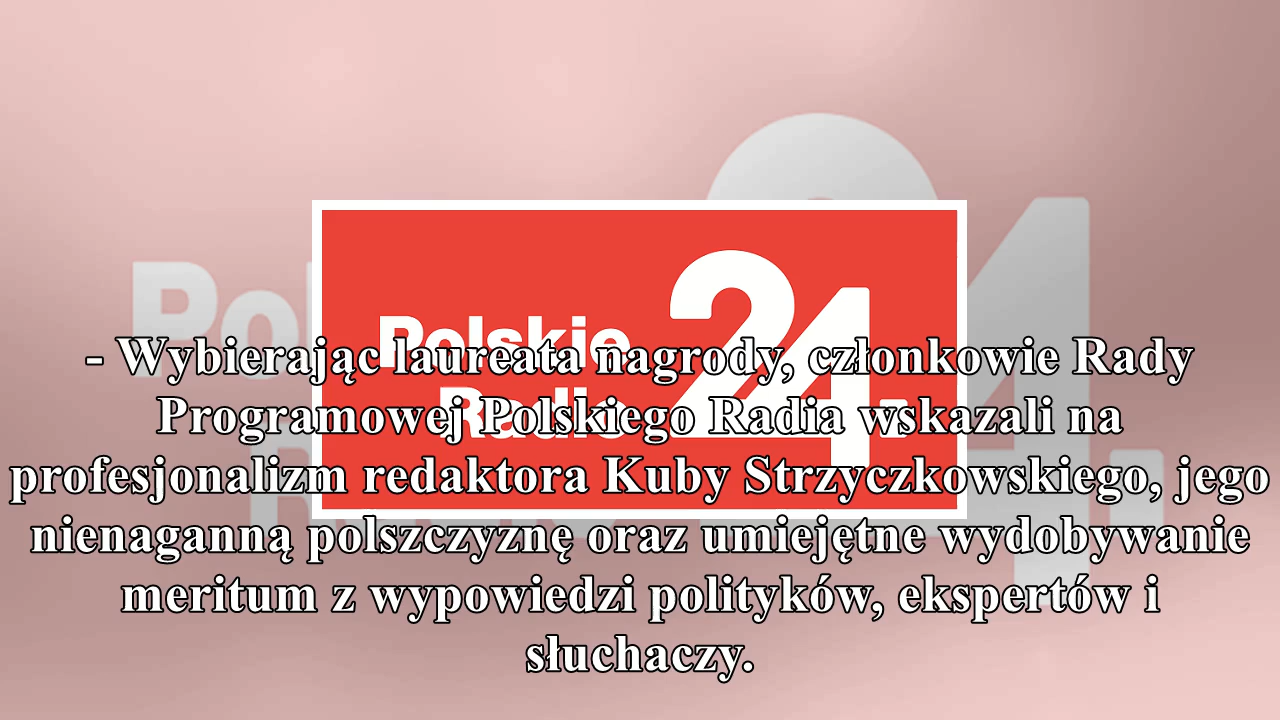 Polskie
Radio
24
- Wybierając laureata nagrody, członkowie Rady
Programowej Polskiego Radia wskazali na
profesjonalizm redaktora Kuby Strzyczkowskiego, jego
nienaganną polszczyznę oraz umiejętne wydobywanie
meritum z wypowiedzi polityków, ekspertów i
słuchaczy.